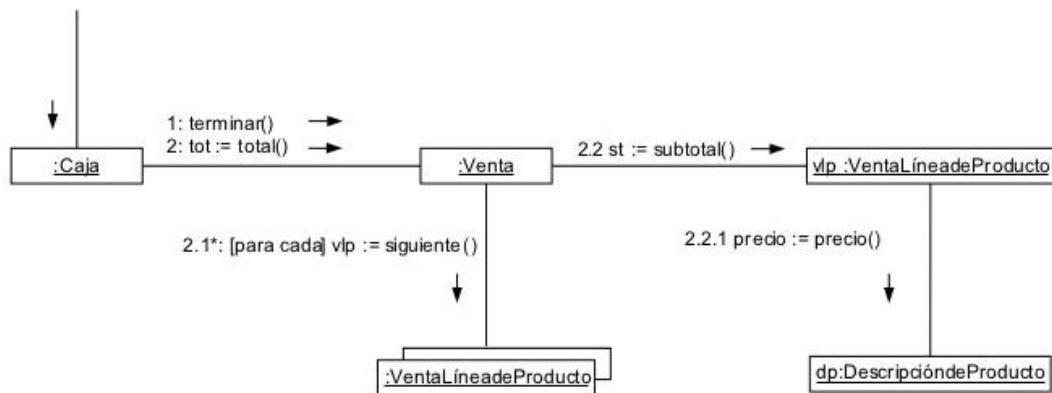 1: terminar()
2: tot := total()
2.2 st := subtotal()
:Caja
:Venta
vlp :VentaLíneadeProducto
2.1*: [para cada] vlp := siguiente()
2.2.1 precio := precio()
:VentaLíneadeProducto
dp:DescripcióndeProducto